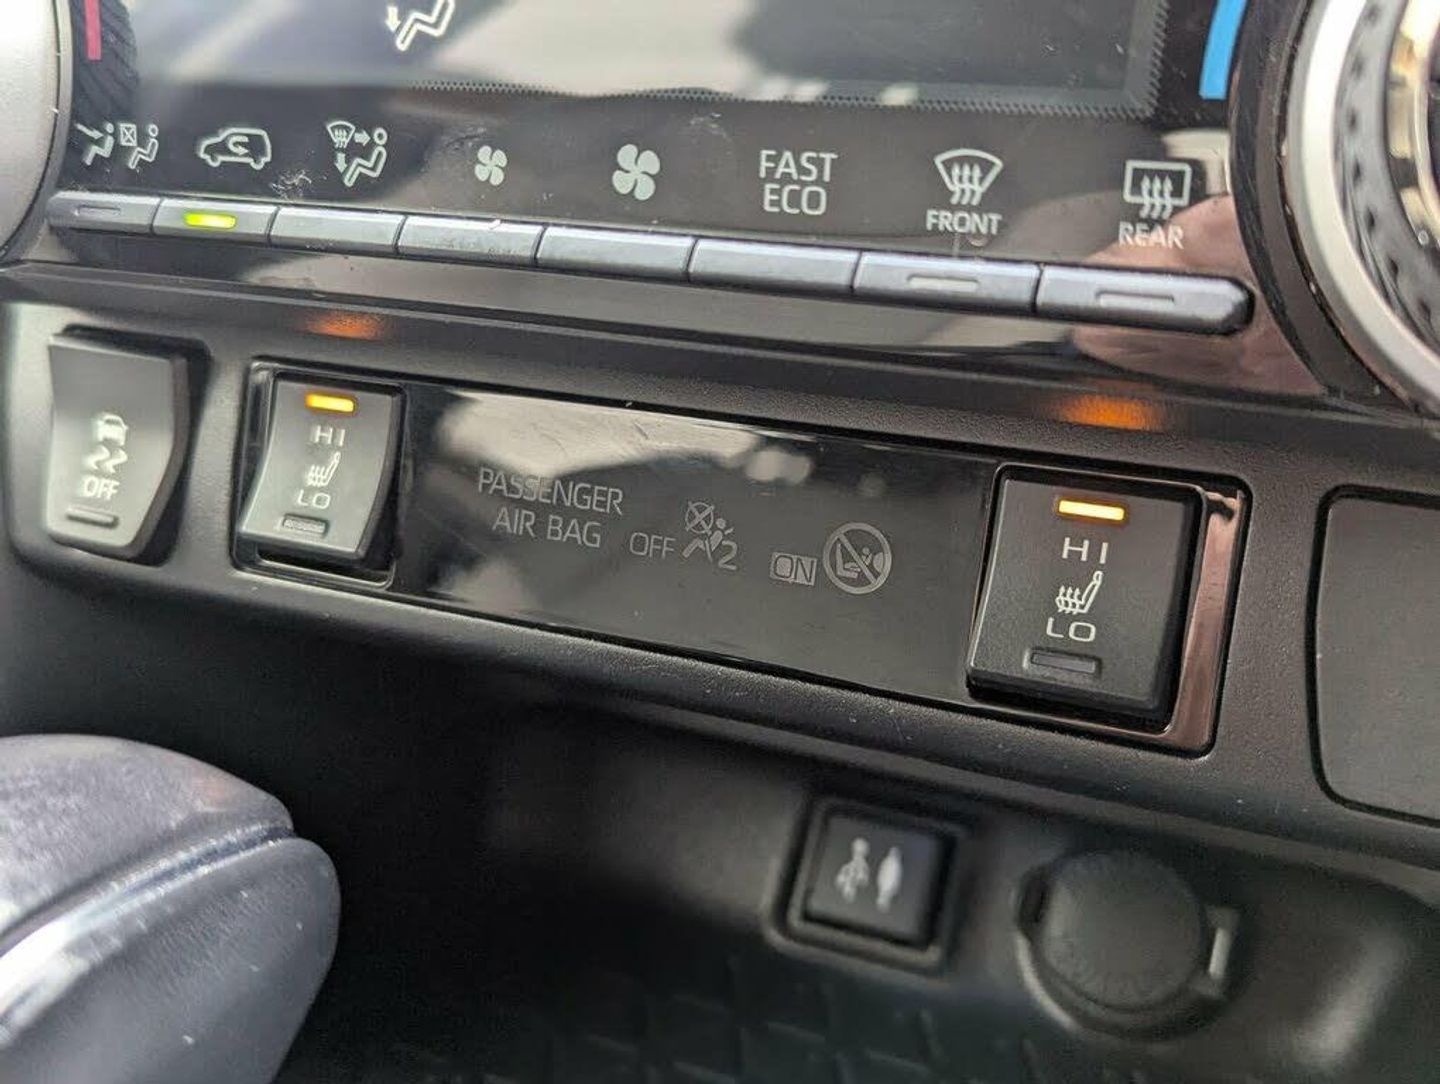 FAST
ECO
FRONT
REAR
OFF
HI
LO
PASSENGER
AIR BAG
OFF
2
ON
HI
LO